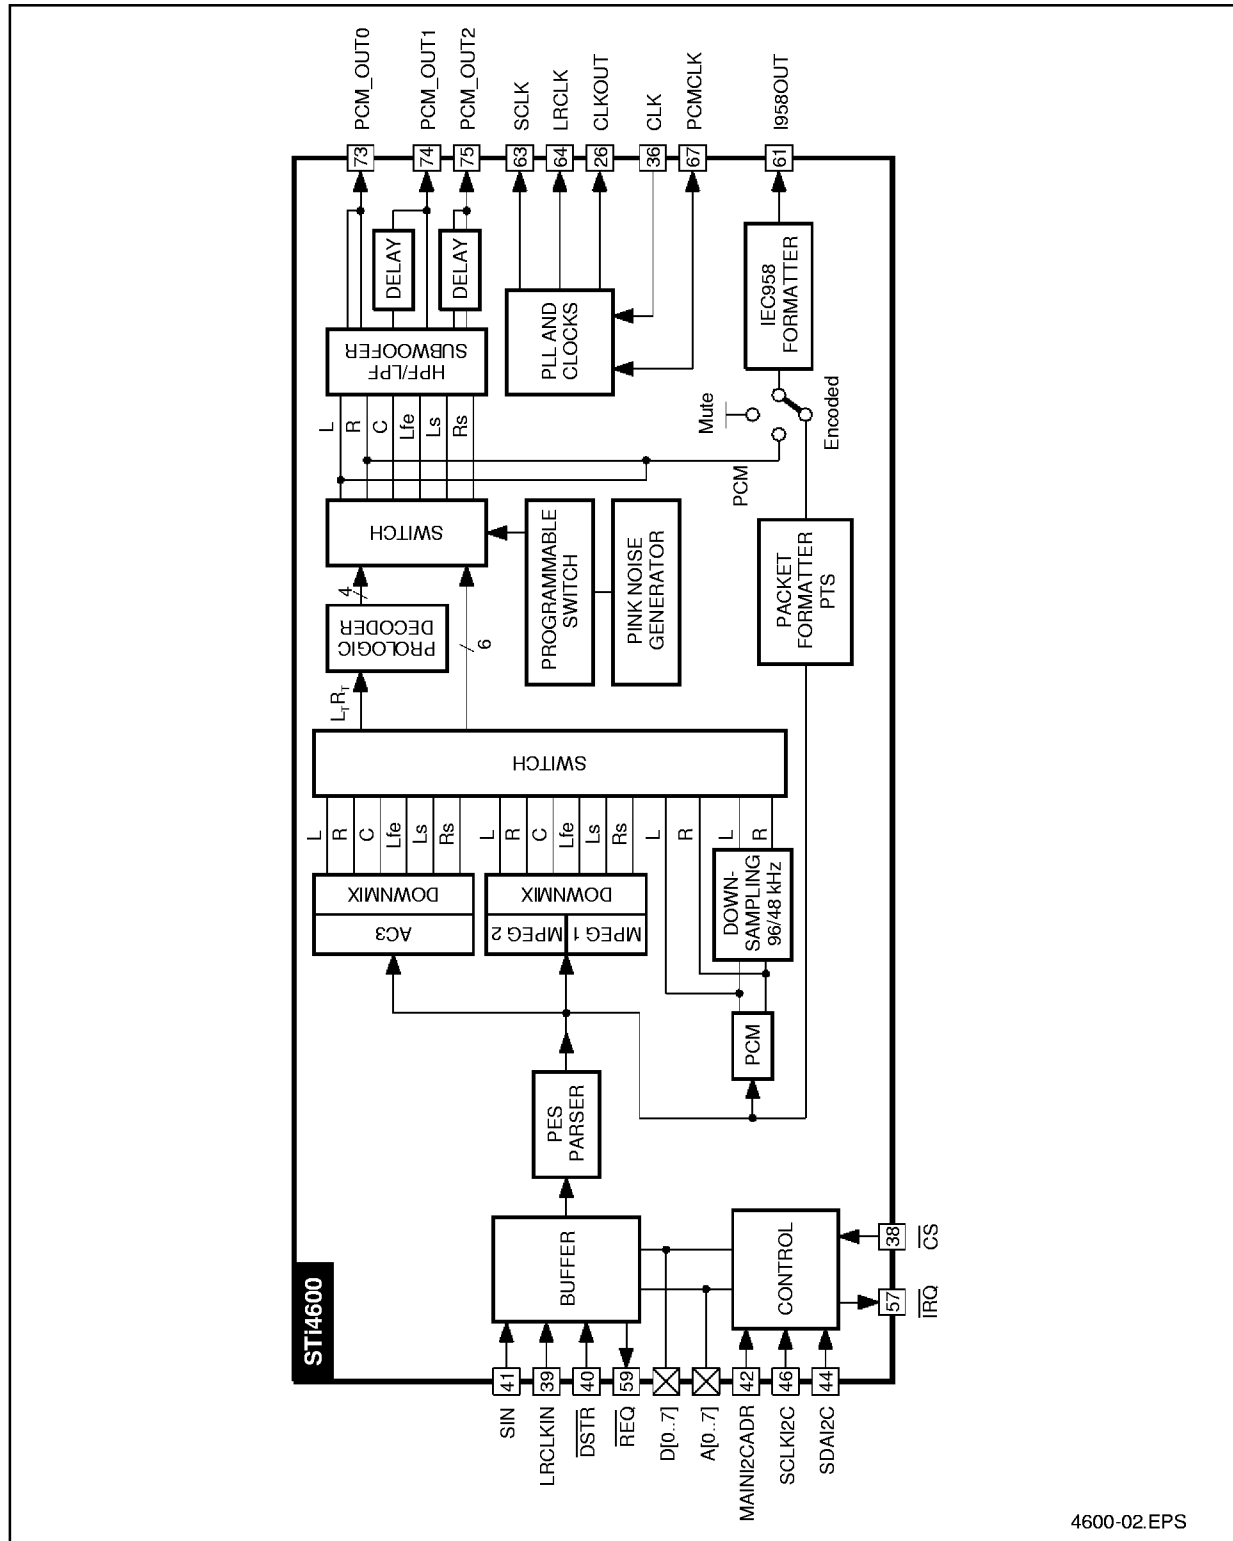 STi4600
SIN
41
LRCLKIN
39
DSTR
40
REQ
59
D[0..7]
A[0..7]
MAINI2CADR
42
SCLKI2C
46
SDAI2C
44
BUFFER
CONTROL
38
CS
57
IRQ
PES
PARSER
AC3
DOWNMIX
MPEG 2
MPEG 1
DOWNMIX
PCM
DOWN-
SAMPLING
96/48 kHz
L
R
C
Lfe
Ls
Rs
L
R
C
Lfe
Ls
Rs
L
R
L
R
SWITCH
LTRT
6
PROLOGIC
DECODER
4
PROGRAMMABLE
SWITCH
PINK NOISE
GENERATOR
PACKET
FORMATTER
PTS
SWITCH
L
R
C
Lfe
Ls
Rs
PCM
Mute
Encoded
HPF/LPF
SUBWOOFER
DELAY
DELAY
PLL AND
CLOCKS
IEC958
FORMATTER
73
PCM_OUT0
74
PCM_OUT1
75
PCM_OUT2
63
SCLK
64
LRCLK
26
CLKOUT
36
CLK
67
PCMCLK
61
I958OUT
4600-02.EPS